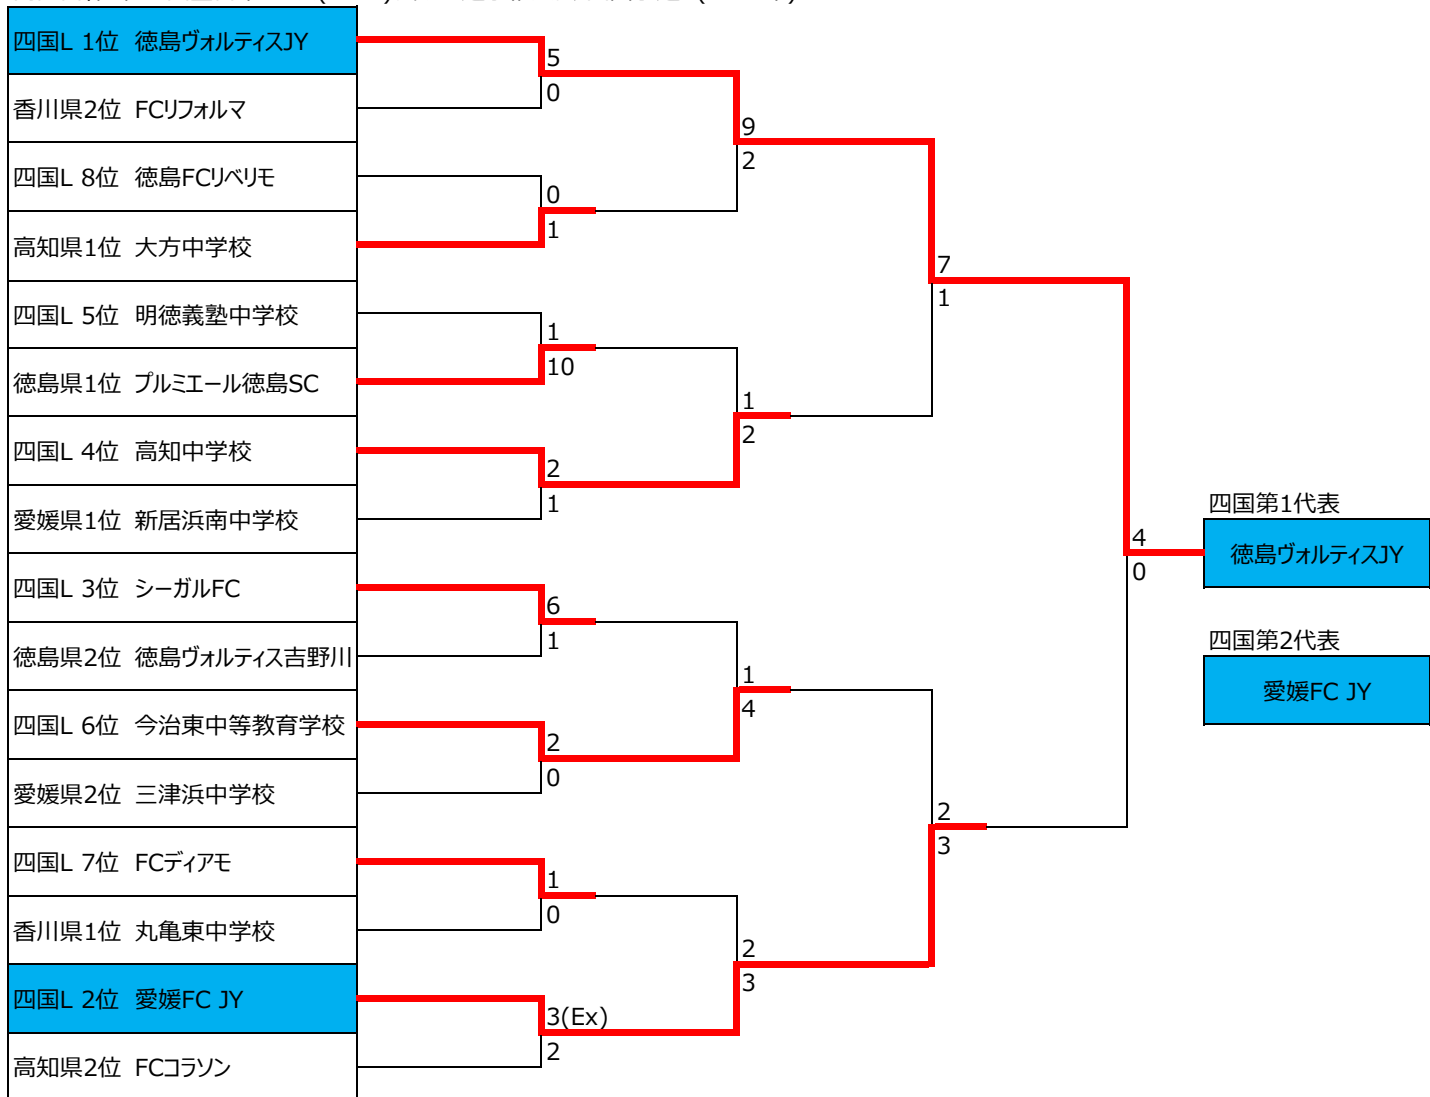 四国L 1位 徳島ヴォルティスJY
5
0
香川県2位 FCリフォルマ
9
2
四国L 8位 徳島FCリベリモ
0
1
高知県1位 大方中学校
7
1
四国L 5位 明徳義塾中学校
1
10
徳島県1位 プルミエール徳島SC
1
2
四国L 4位 高知中学校
2
1
愛媛県1位 新居浜南中学校
四国第1代表
4
0
徳島ヴォルティスJY
四国L 3位 シーガルFC
6
1
徳島県2位 徳島ヴォルティス吉野川
四国第2代表
愛媛FC JY
1
4
四国L 6位 今治東中等教育学校
2
0
愛媛県2位 三津浜中学校
2
3
四国L 7位 FCディアモ
1
0
香川県1位 丸亀東中学校
2
3
四国L 2位 愛媛FC JY
3(Ex)
2
高知県2位 FCコラソン